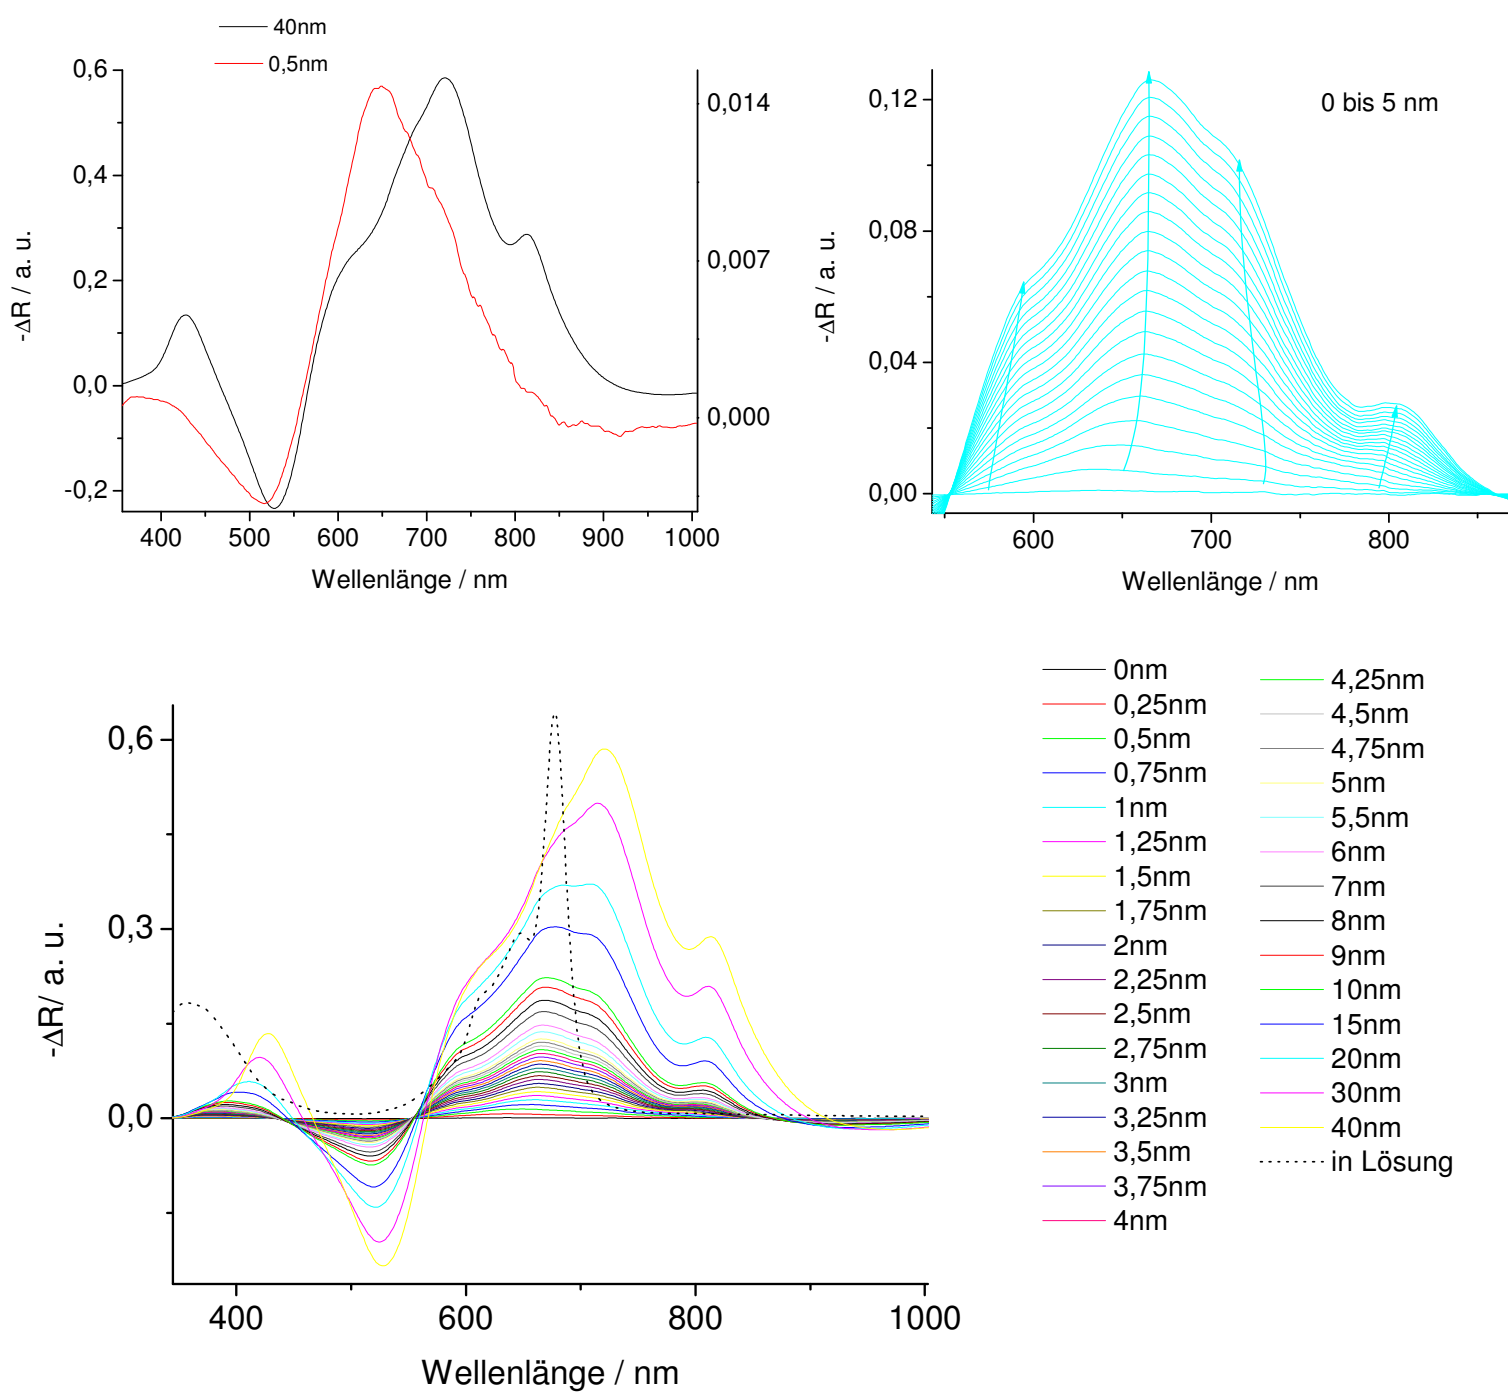 40nm
0,5nm
0,6
0,4
0,2
0,0
-0,2
-ΔR / a. u.
0,014
0,007
0,000
400 500 600 700 800 900 1000
Wellenlänge / nm
0 bis 5 nm
0,12
0,08
0,04
0,00
-ΔR / a. u.
600 700 800
Wellenlänge / nm
0,6
0,3
0,0
-ΔR/ a. u.
400 600 800 1000
Wellenlänge / nm
0nm
0,25nm
0,5nm
0,75nm
1nm
1,25nm
1,5nm
1,75nm
2nm
2,25nm
2,5nm
2,75nm
3nm
3,25nm
3,5nm
3,75nm
4nm
4,25nm
4,5nm
4,75nm
5nm
5,5nm
6nm
7nm
8nm
9nm
10nm
15nm
20nm
30nm
40nm
in Lösung